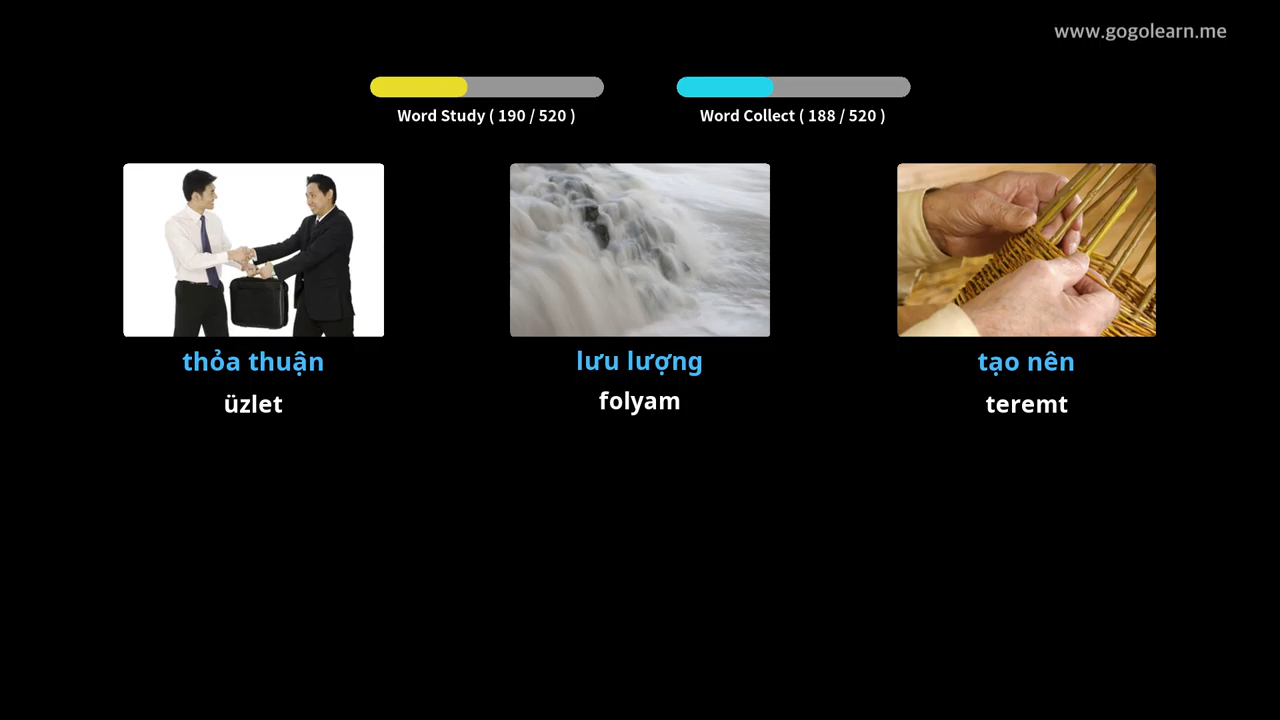 www.gogolearn.me
Word Study ( 190 / 520 )
Word Collect ( 188 / 520 )
thỏa thuận
üzlet
lưu lượng
folyam
tạo nên
teremt